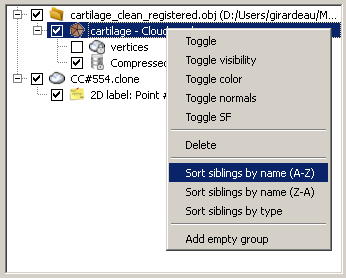 cartilage_clean_registered.obj (D:/Users/girardeau/M...
cartilage - Cloud
vertices
Compressed
CC#554.clone
2D label: Point #
Toggle
Toggle visibility
Toggle color
Toggle normals
Toggle SF
Delete
Sort siblings by name (A-Z)
Sort siblings by name (Z-A)
Sort siblings by type
Add empty group